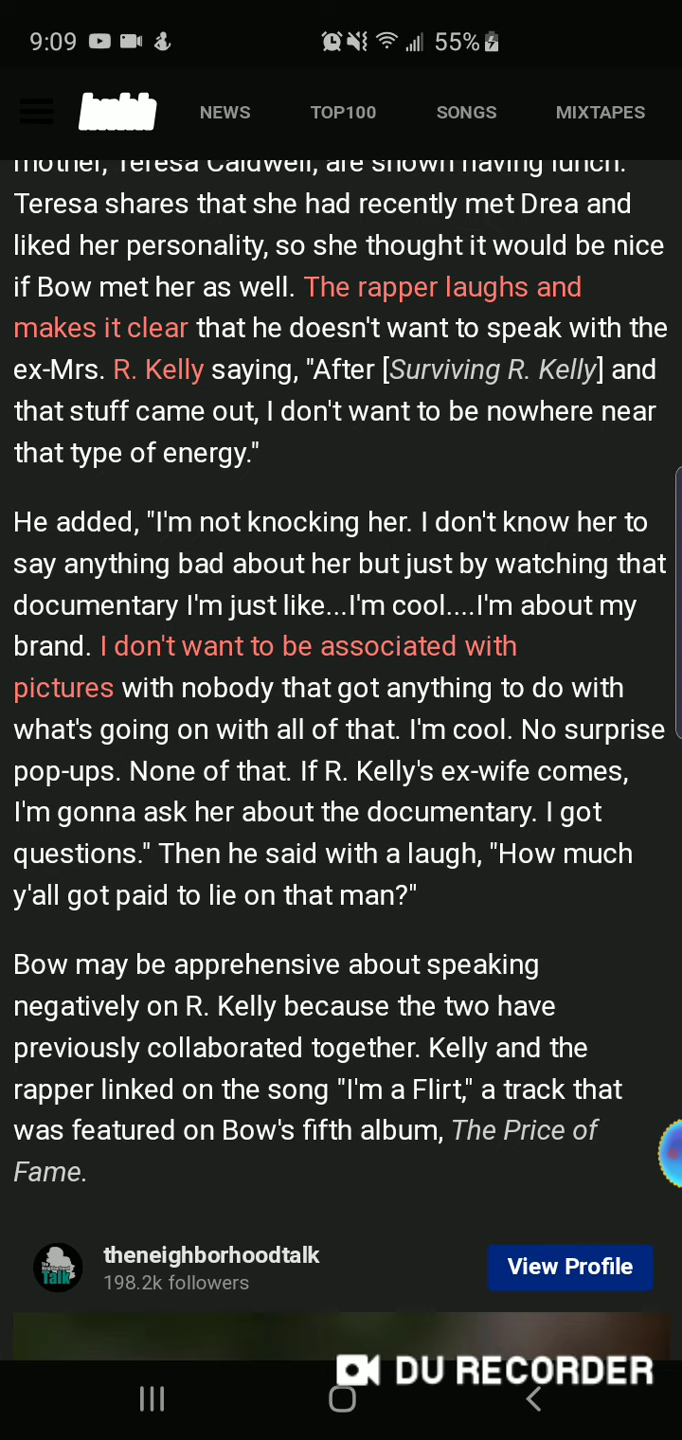 9:09
55%
NEWS
TOP100
SONGS
MIXTAPES
mother, Teresa Caldwell, are shown having lunch.
Teresa shares that she had recently met Drea and
liked her personality, so she thought it would be nice
if Bow met her as well. The rapper laughs and
makes it clear that he doesn't want to speak with the
ex-Mrs. R. Kelly saying, "After [Surviving R. Kelly] and
that stuff came out, I don't want to be nowhere near
that type of energy."
He added, "I'm not knocking her. I don't know her to
say anything bad about her but just by watching that
documentary I'm just like...I'm cool....I'm about my
brand. I don't want to be associated with
pictures with nobody that got anything to do with
what's going on with all of that. I'm cool. No surprise
pop-ups. None of that. If R. Kelly's ex-wife comes,
I'm gonna ask her about the documentary. I got
questions." Then he said with a laugh, "How much
y'all got paid to lie on that man?"
Bow may be apprehensive about speaking
negatively on R. Kelly because the two have
previously collaborated together. Kelly and the
rapper linked on the song "I'm a Flirt," a track that
was featured on Bow's fifth album, The Price of
Fame.
Talk
theneighborhoodtalk
198.2k followers
View Profile
DU RECORDER